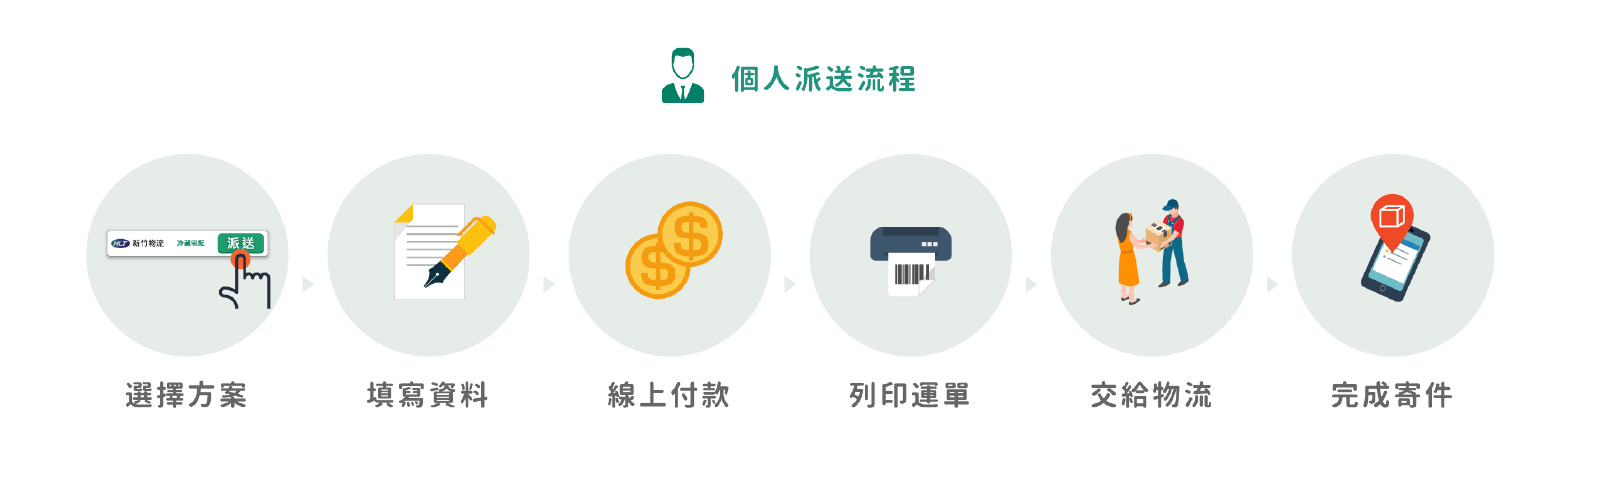 個人派送流程
HCT 新竹物流 冷藏宅配 派送
選擇方案
填寫資料
線上付款
列印運單
交給物流
完成寄件